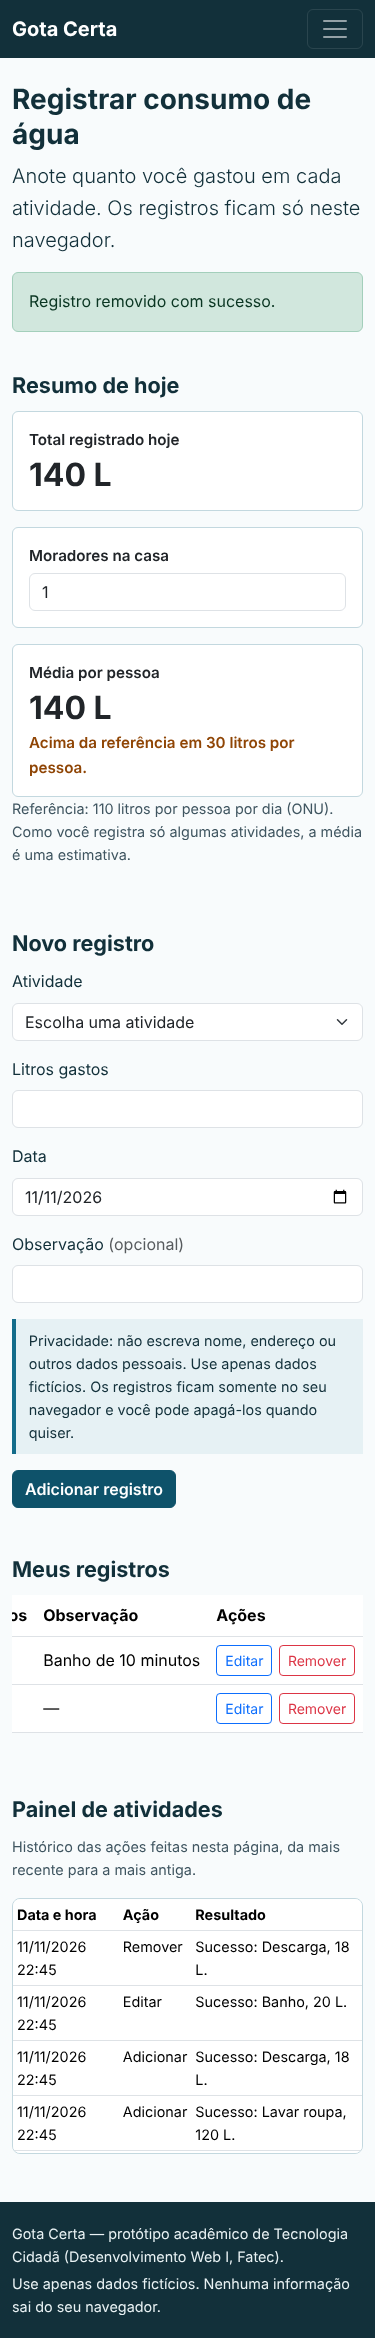 Gota Certa
Registrar consumo de
água
Anote quanto você gastou em cada
atividade. Os registros ficam só neste
navegador.
Registro removido com sucesso.
Resumo de hoje
Total registrado hoje
140 L
Moradores na casa
1
Média por pessoa
140 L
Acima da referência em 30 litros por
pessoa.
Referência: 110 litros por pessoa por dia (ONU).
Como você registra só algumas atividades, a média
é uma estimativa.
Novo registro
Atividade
Escolha uma atividade
Litros gastos
Data
11/11/2026
Observação (opcional)
Privacidade: não escreva nome, endereço ou
outros dados pessoais. Use apenas dados
fictícios. Os registros ficam somente no seu
navegador e você pode apagá-los quando
quiser.
Adicionar registro
Meus registros
os Observação Ações
Banho de 10 minutos Editar Remover
— Editar Remover
Painel de atividades
Histórico das ações feitas nesta página, da mais
recente para a mais antiga.
Data e hora Ação Resultado
11/11/2026 Remover Sucesso: Descarga, 18
22:45 L.
11/11/2026 Editar Sucesso: Banho, 20 L.
22:45
11/11/2026 Adicionar Sucesso: Descarga, 18
22:45 L.
11/11/2026 Adicionar Sucesso: Lavar roupa,
22:45 120 L.
Gota Certa — protótipo acadêmico de Tecnologia
Cidadã (Desenvolvimento Web I, Fatec).
Use apenas dados fictícios. Nenhuma informação
sai do seu navegador.